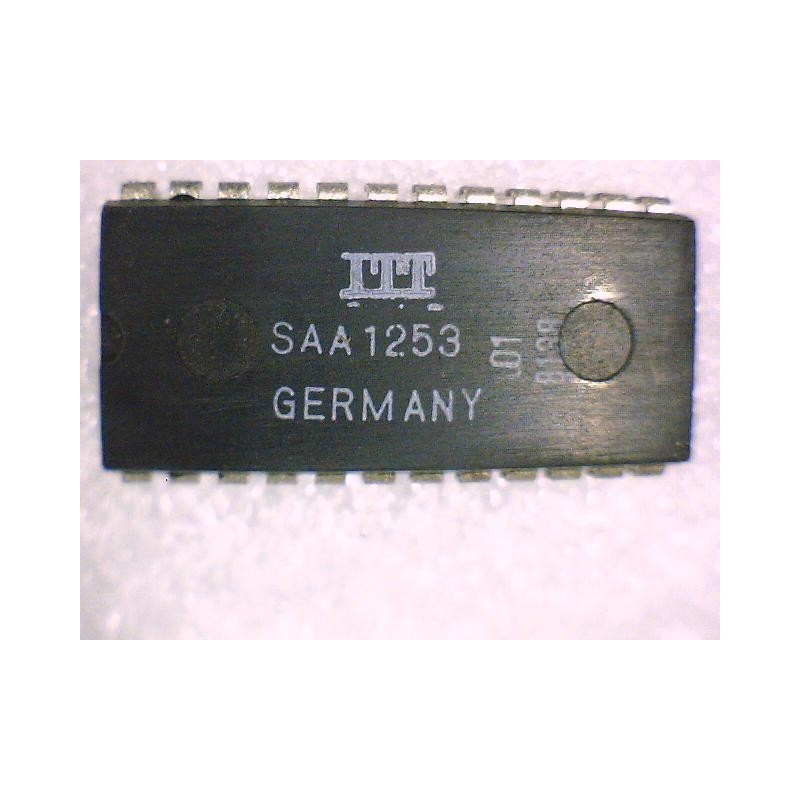 ITT
SAA1253
GERMANY
.01